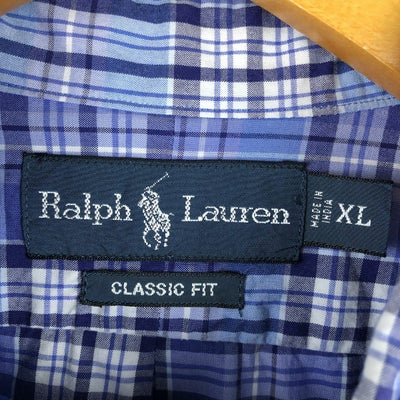 Ralph Lauren
MADE IN
INDIA
XL
CLASSIC FIT